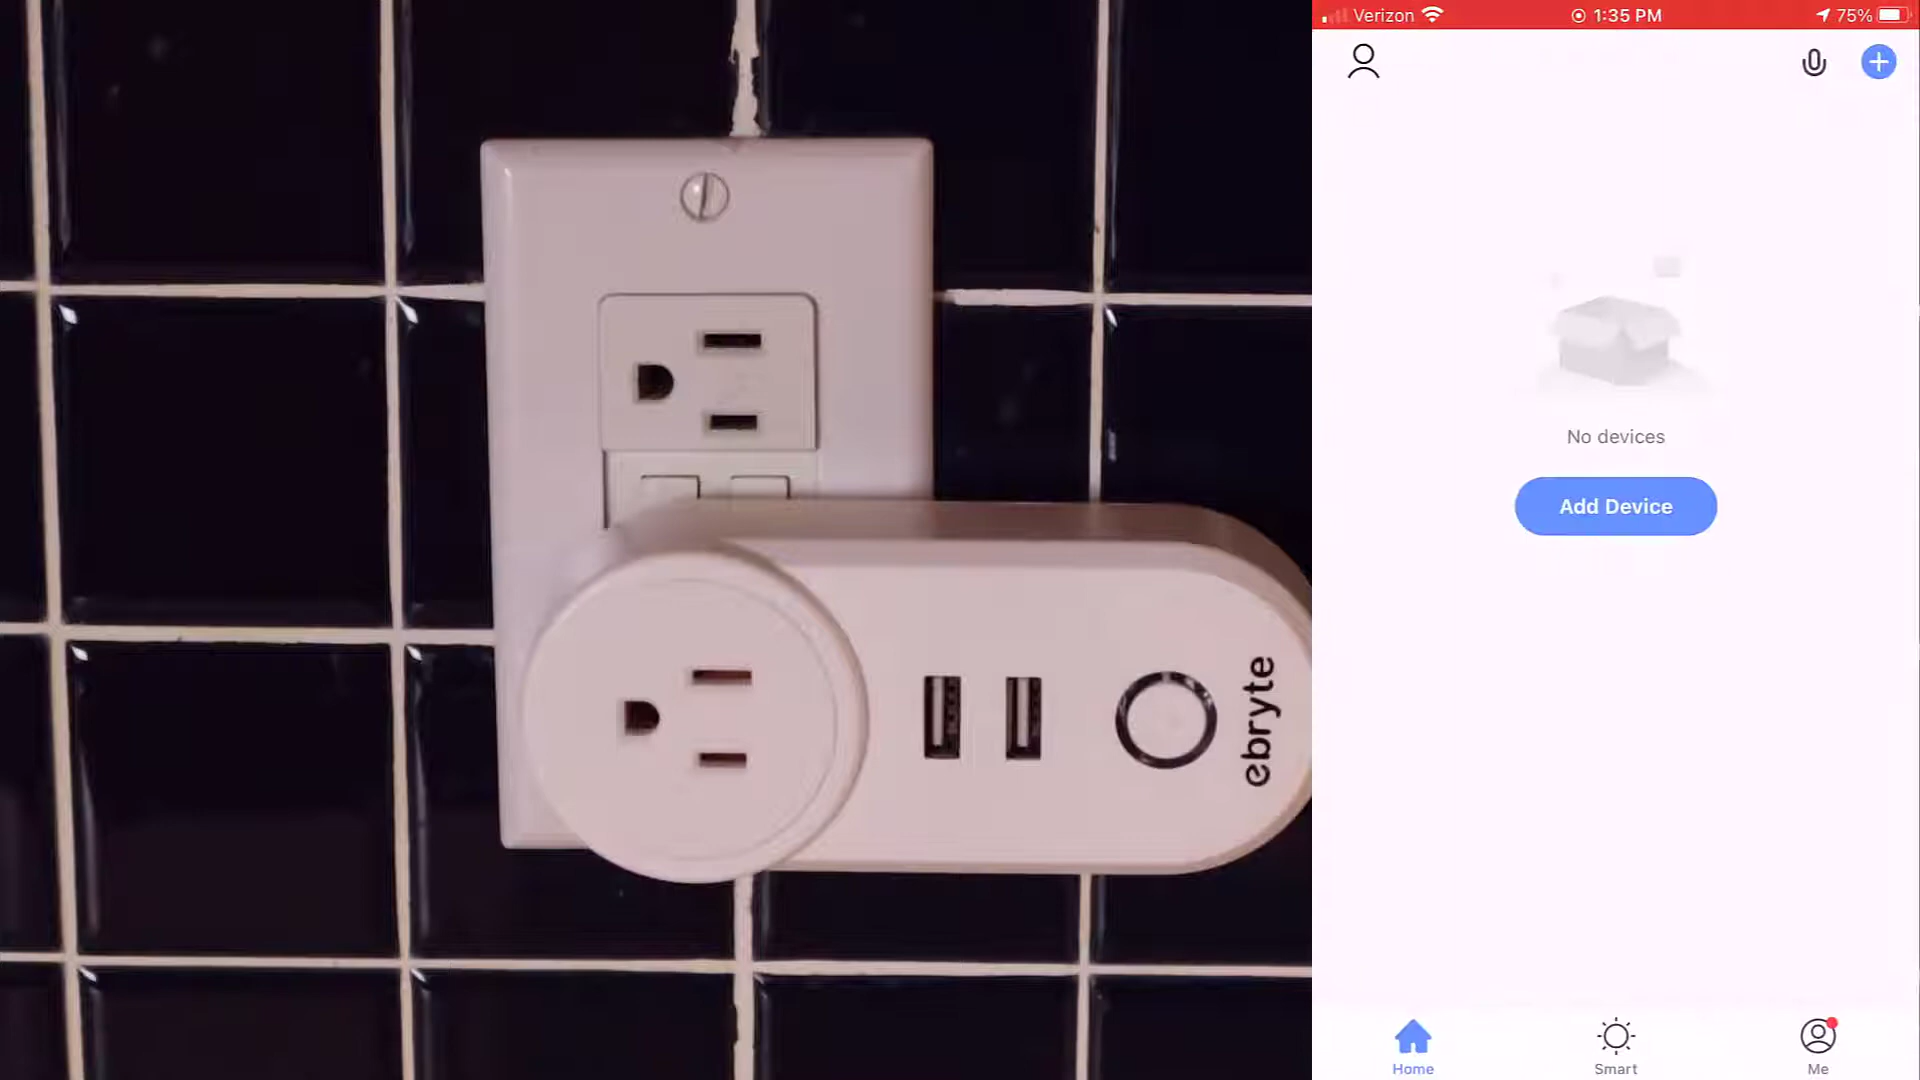 Verizon
1:35 PM
75%
No devices
Add Device
ebryte
Home
Smart
Me